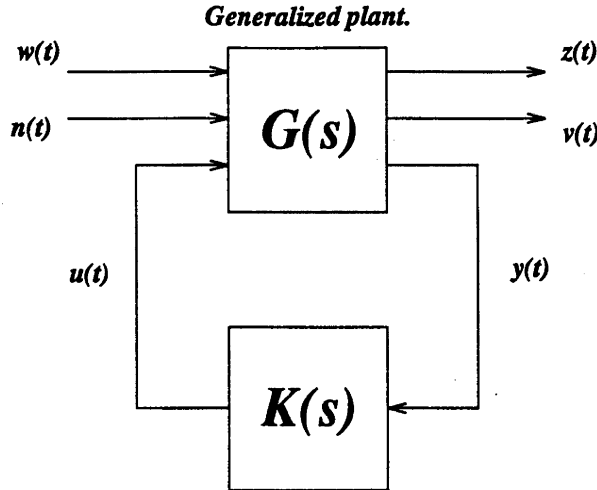 Generalized plant.
w(t)
z(t)
n(t)
G(s)
v(t)
u(t)
y(t)
K(s)